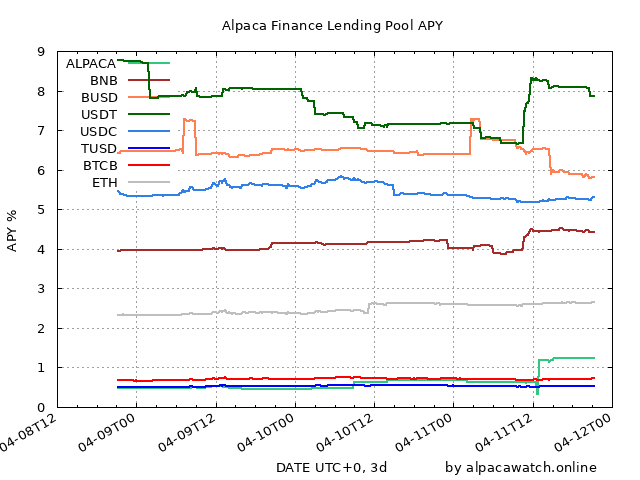 Alpaca Finance Lending Pool APY
9
8
7
6
5
4
3
2
1
0
APY %
ALPACA
BNB
BUSD
USDT
USDC
TUSD
BTCB
ETH
04-08T12
04-09T00
04-09T12
04-10T00
04-10T12
04-11T00
04-11T12
04-12T00
DATE UTC+0, 3d
by alpacawatch.online